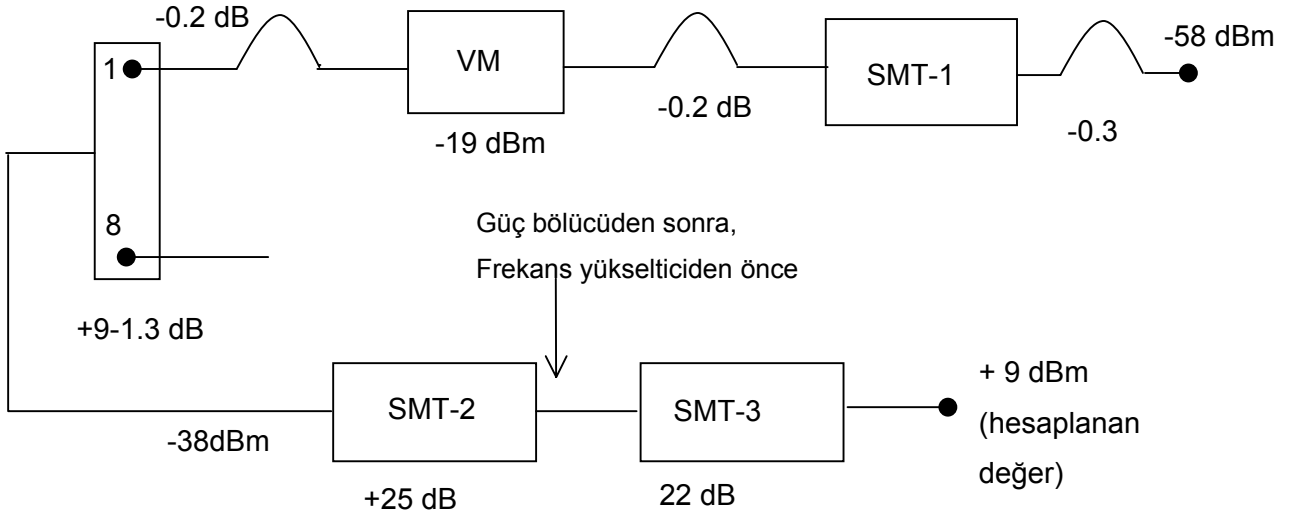 -0.2 dB
1
VM
-19 dBm
-0.2 dB
SMT-1
-0.3
-58 dBm
8
+9-1.3 dB
Güç bölücüden sonra,
Frekans yükselticiden önce
-38dBm
SMT-2
+25 dB
SMT-3
22 dB
+ 9 dBm
(hesaplanan
değer)